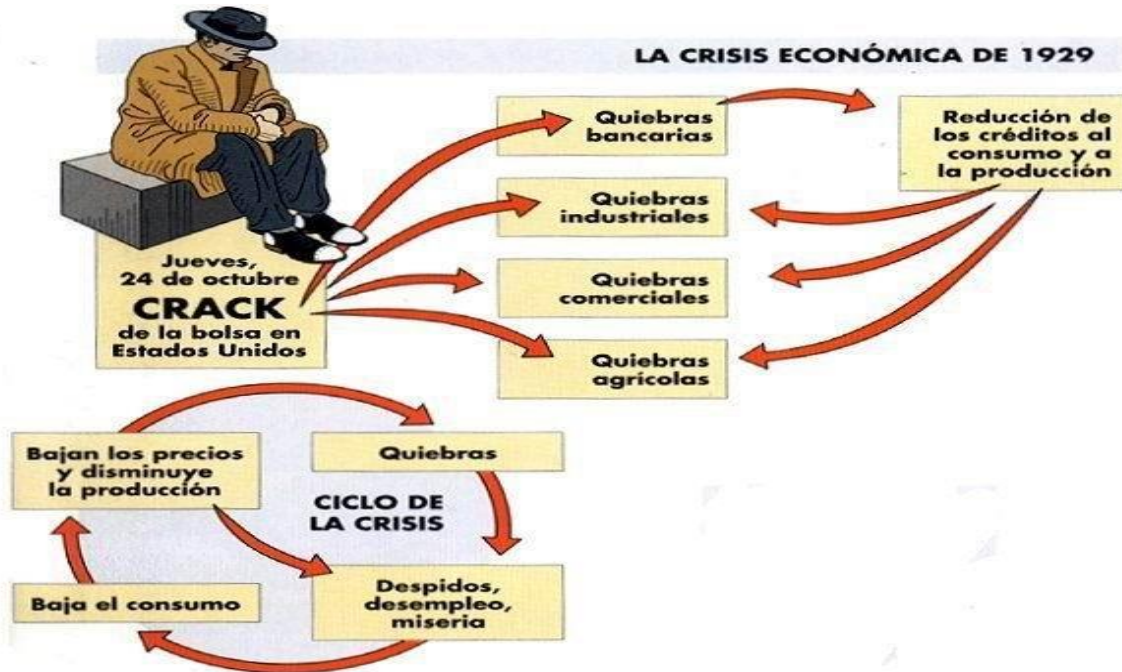 LA CRISIS ECONÓMICA DE 1929
Quiebras
bancarias
Reducción de
los créditos al
consumo y a
la producción
Quiebras
industriales
Jueves,
24 de octubre
CRACK
de la bolsa en
Estados Unidos
Quiebras
comerciales
Quiebras
agrícolas
Bajan los precios
y disminuye
la producción
Quiebras
CICLO DE
LA CRISIS
Baja el consumo
Despidos,
desempleo,
miseria